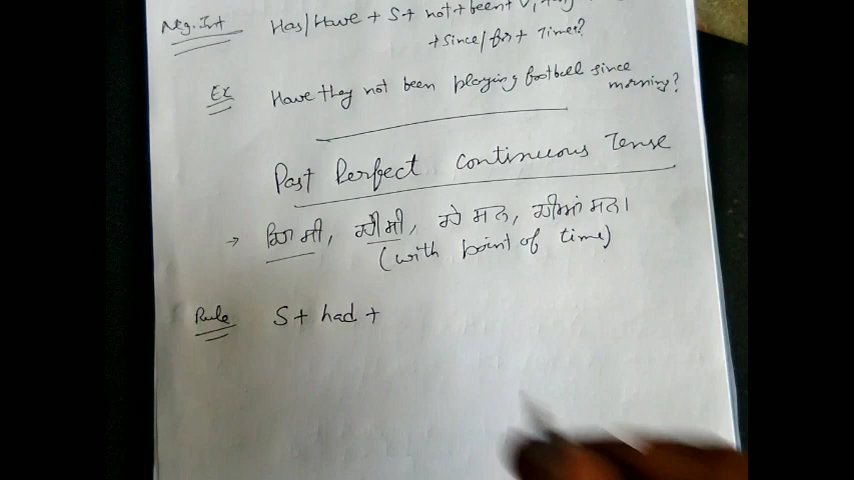 Neg. Int Has/Have + S + not + been + V1 +
+ Since/for + Time?
Ex Have they not been playing football since
morning?
Past Perfect Continuous Tense
→ ਰਿਹਾ ਸੀ, ਰਹੀ ਸੀ, ਰਹੇ ਸਨ, ਰਹੀਆਂ ਸਨ।
(with point of time)
Rule S + had +